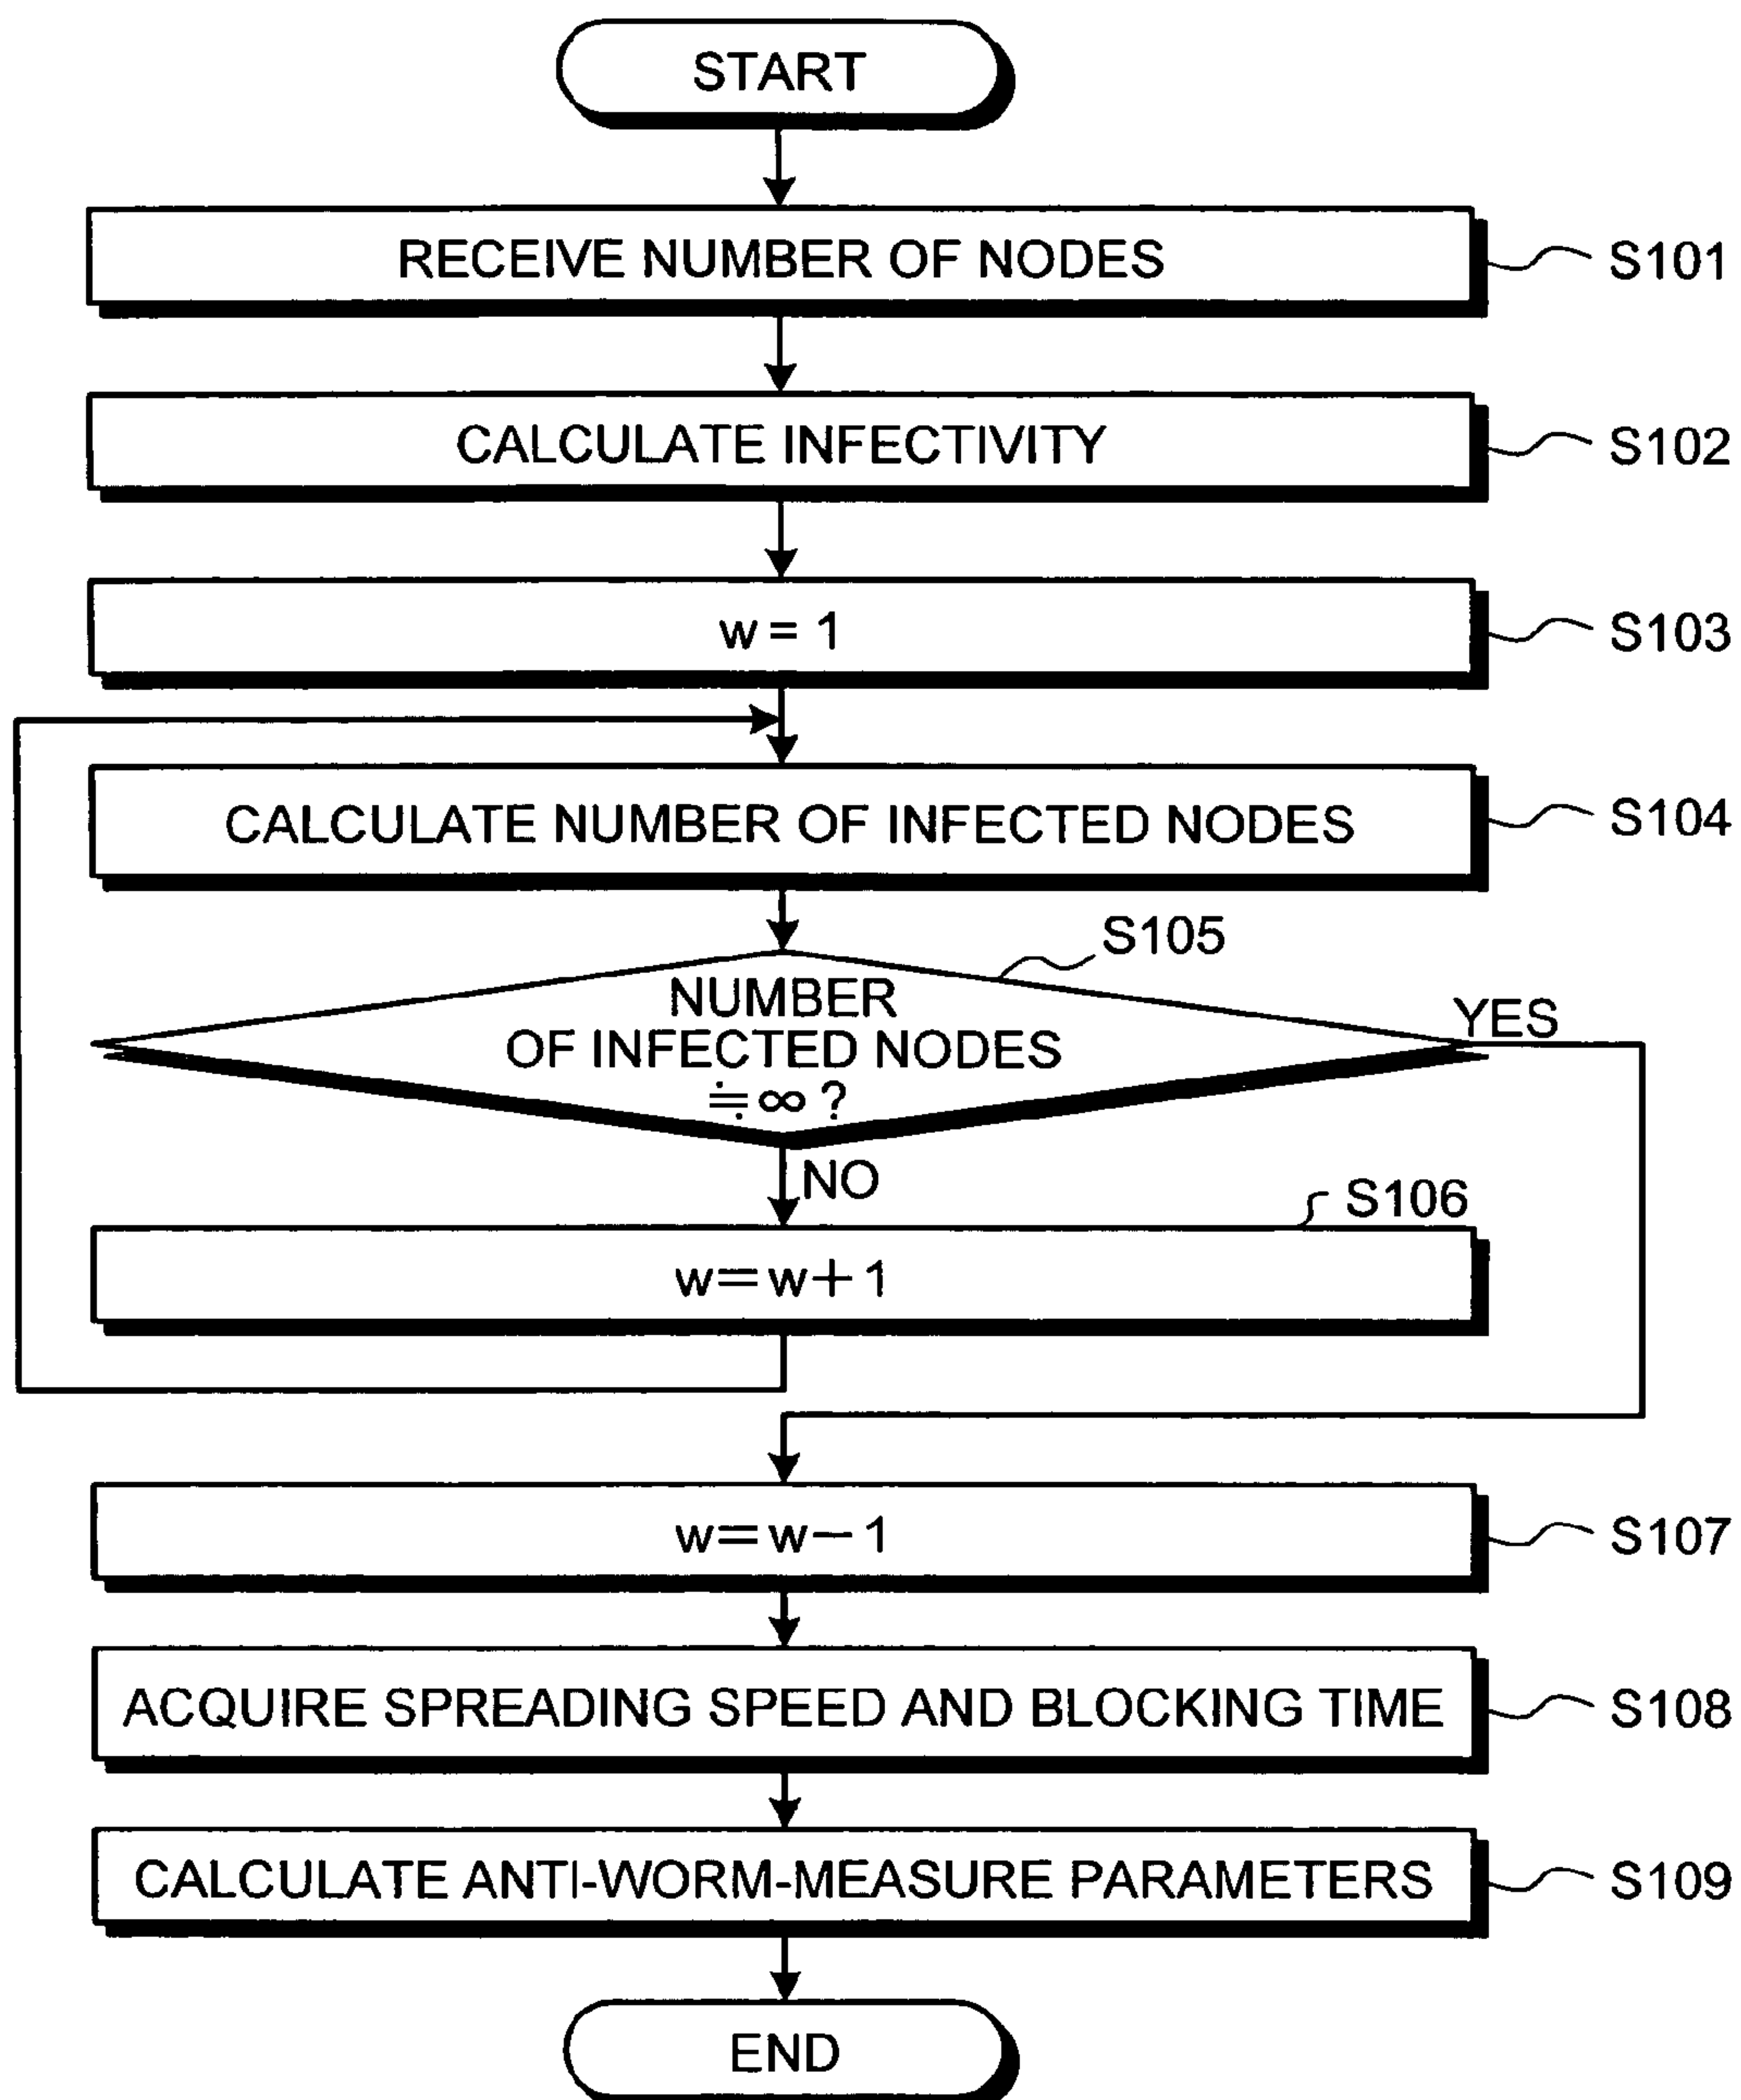 START
RECEIVE NUMBER OF NODES
S101
CALCULATE INFECTIVITY
S102
w = 1
S103
CALCULATE NUMBER OF INFECTED NODES
S104
S105
NUMBER
OF INFECTED NODES
≒ ∞ ?
YES
NO
S106
w = w + 1
w = w − 1
S107
ACQUIRE SPREADING SPEED AND BLOCKING TIME
S108
CALCULATE ANTI-WORM-MEASURE PARAMETERS
S109
END